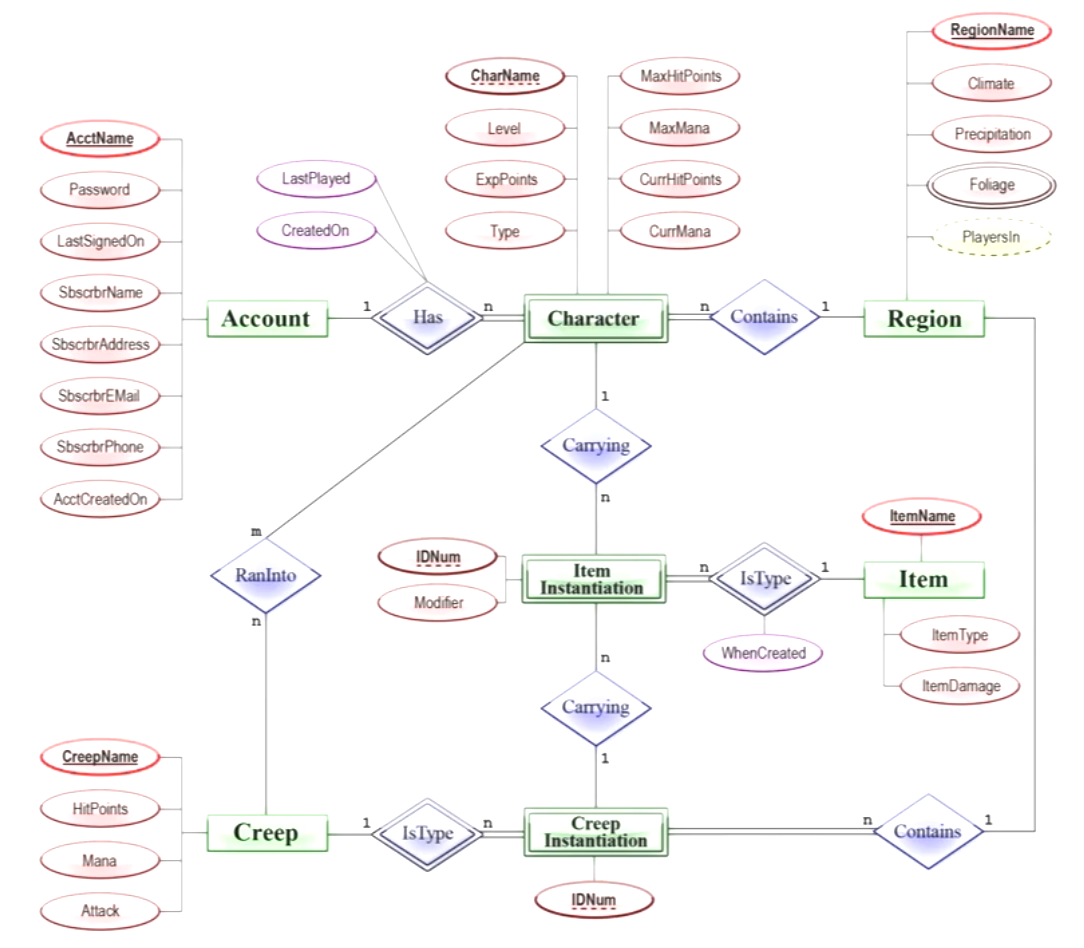 RegionName
CharName
MaxHitPoints
Climate
AcctName
Level
MaxMana
Precipitation
Password
LastPlayed
ExpPoints
CurrHitPoints
Foliage
LastSignedOn
CreatedOn
Type
CurrMana
PlayersIn
SbscrbrName
Account
1
Has
n
Character
n
Contains
1
Region
SbscrbrAddress
SbscrbrEMail
1
SbscrbrPhone
Carrying
AcctCreatedOn
n
ItemName
m
RanInto
IDNum
Modifier
Item
Instantiation
n
IsType
1
Item
n
WhenCreated
ItemType
n
ItemDamage
Carrying
CreepName
1
HitPoints
Creep
1
IsType
n
Creep
Instantiation
n
Contains
1
Mana
IDNum
Attack